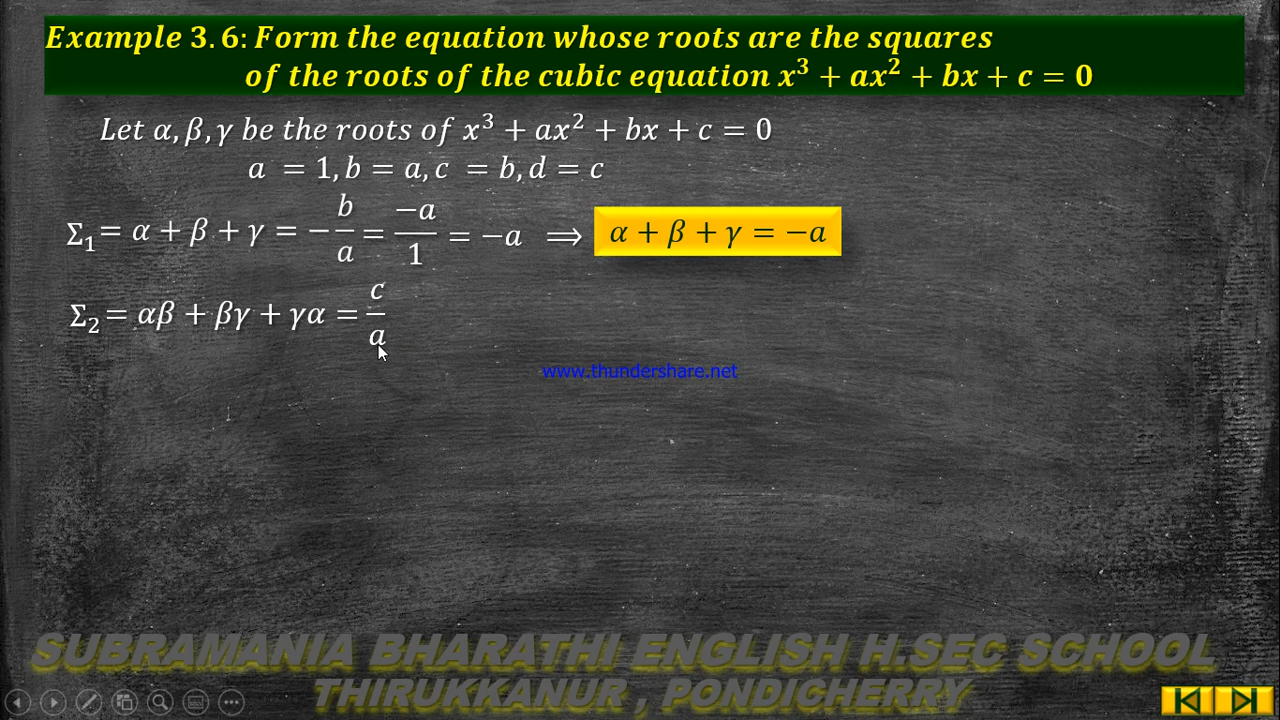 Example 3.6: Form the equation whose roots are the squares
of the roots of the cubic equation x³ + ax² + bx + c = 0
Let α, β, γ be the roots of x³ + ax² + bx + c = 0
a = 1, b = a, c = b, d = c
Σ₁ = α + β + γ = −b/a = −a/1 = −a ⟹ α + β + γ = −a
Σ₂ = αβ + βγ + γα = c/a
www.thundershare.net
SUBRAMANIA BHARATHI ENGLISH H.SEC SCHOOL
THIRUKKANUR , PONDICHERRY